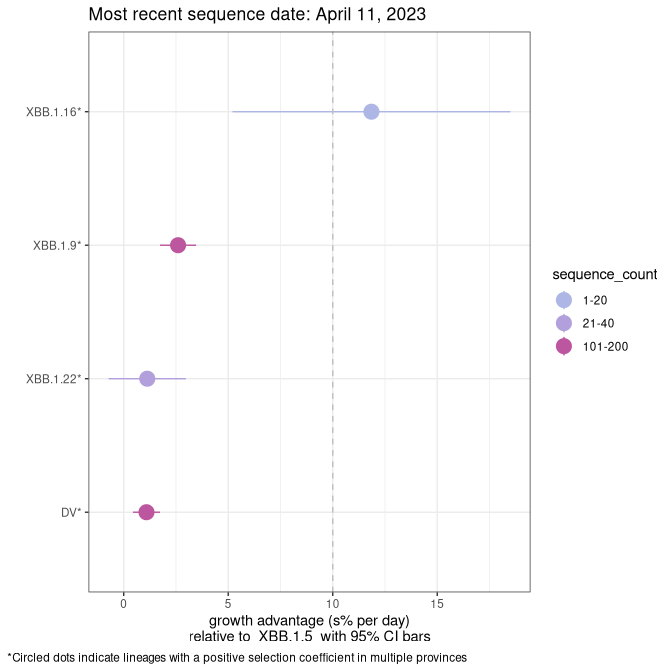 Most recent sequence date: April 11, 2023
XBB.1.16*
XBB.1.9*
XBB.1.22*
DV*
0 5 10 15
growth advantage (s% per day)
relative to XBB.1.5 with 95% CI bars
sequence_count
1-20
21-40
101-200
*Circled dots indicate lineages with a positive selection coefficient in multiple provinces